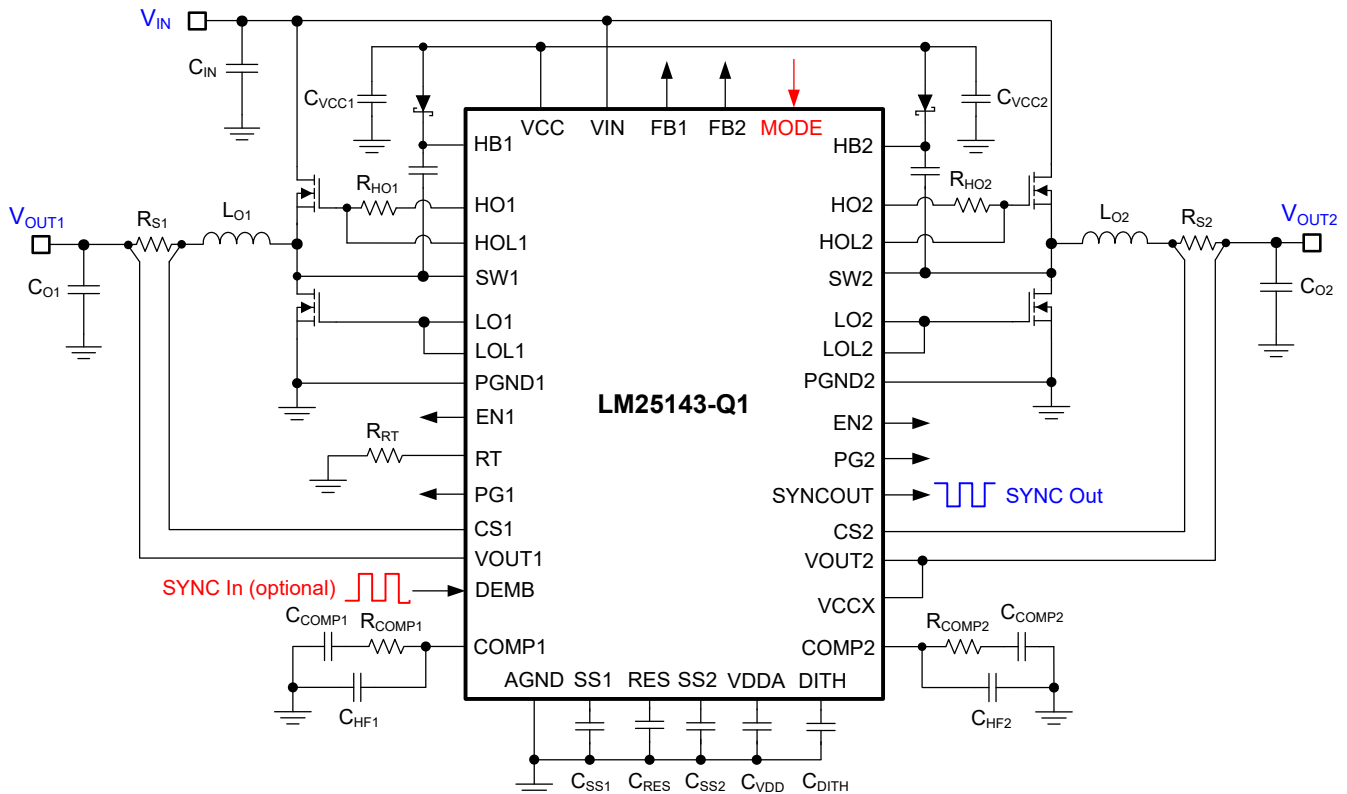 VIN
CIN
CVCC1
CVCC2
VCC
VIN
FB1
FB2
MODE
HB1
HB2
RHO1
HO1
HO2
RHO2
VOUT1
RS1
LO1
HOL1
HOL2
LO2
RS2
VOUT2
SW1
SW2
CO1
CO2
LO1
LO2
LOL1
LOL2
PGND1
PGND2
LM25143-Q1
EN1
EN2
RRT
RT
PG2
PG1
SYNCOUT
SYNC Out
CS1
CS2
VOUT1
VOUT2
SYNC In (optional)
DEMB
VCCX
CCOMP1
RCOMP1
RCOMP2
CCOMP2
COMP1
COMP2
AGND
SS1
RES
SS2
VDDA
DITH
CHF1
CHF2
CSS1
CRES
CSS2
CVDD
CDITH